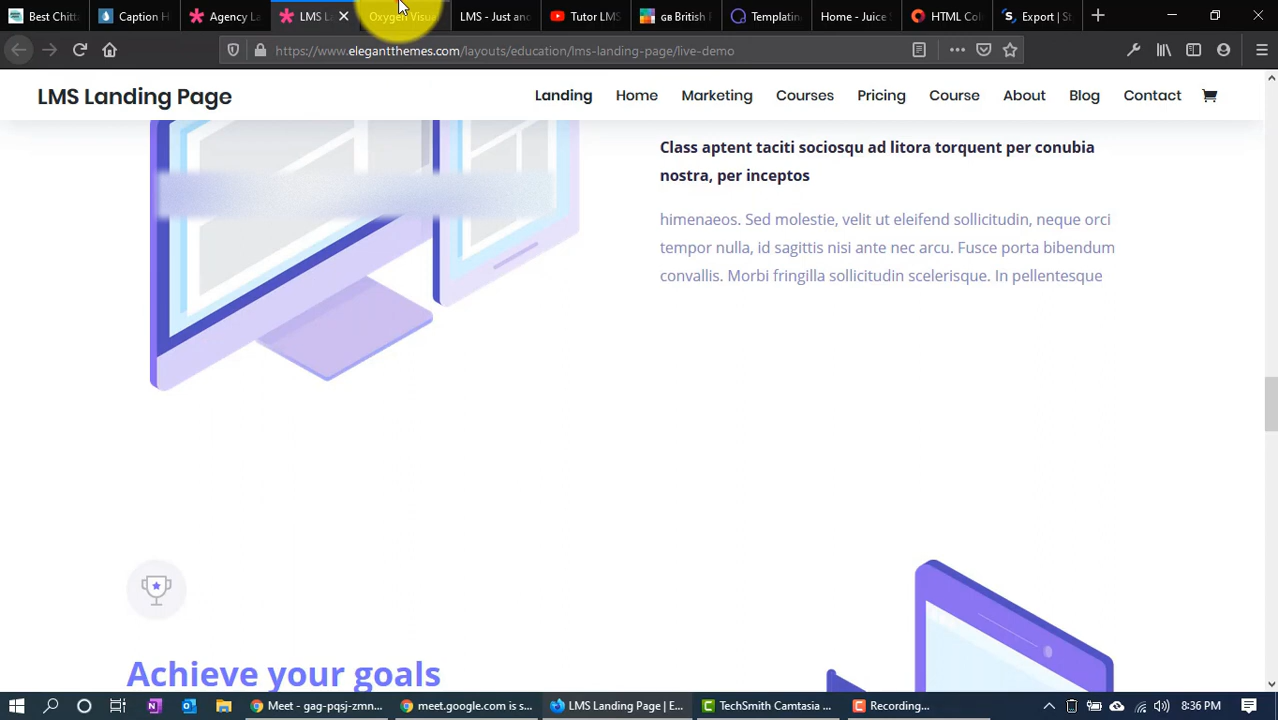 Best Chitt
Caption H
Agency La
LMS La
Oxygen Visual
LMS - Just an
Tutor LMS
GB British
Templatin
Home - Juice
HTML Col
Export | St
https://www.elegantthemes.com/layouts/education/lms-landing-page/live-demo
LMS Landing Page
Landing
Home
Marketing
Courses
Pricing
Course
About
Blog
Contact
Class aptent taciti sociosqu ad litora torquent per conubia
nostra, per inceptos
himenaeos. Sed molestie, velit ut eleifend sollicitudin, neque orci
tempor nulla, id sagittis nisi ante nec arcu. Fusce porta bibendum
convallis. Morbi fringilla sollicitudin scelerisque. In pellentesque
Achieve your goals
Meet - gag-pqsj-zmn...
meet.google.com is s...
LMS Landing Page | E...
TechSmith Camtasia ...
Recording...
8:36 PM